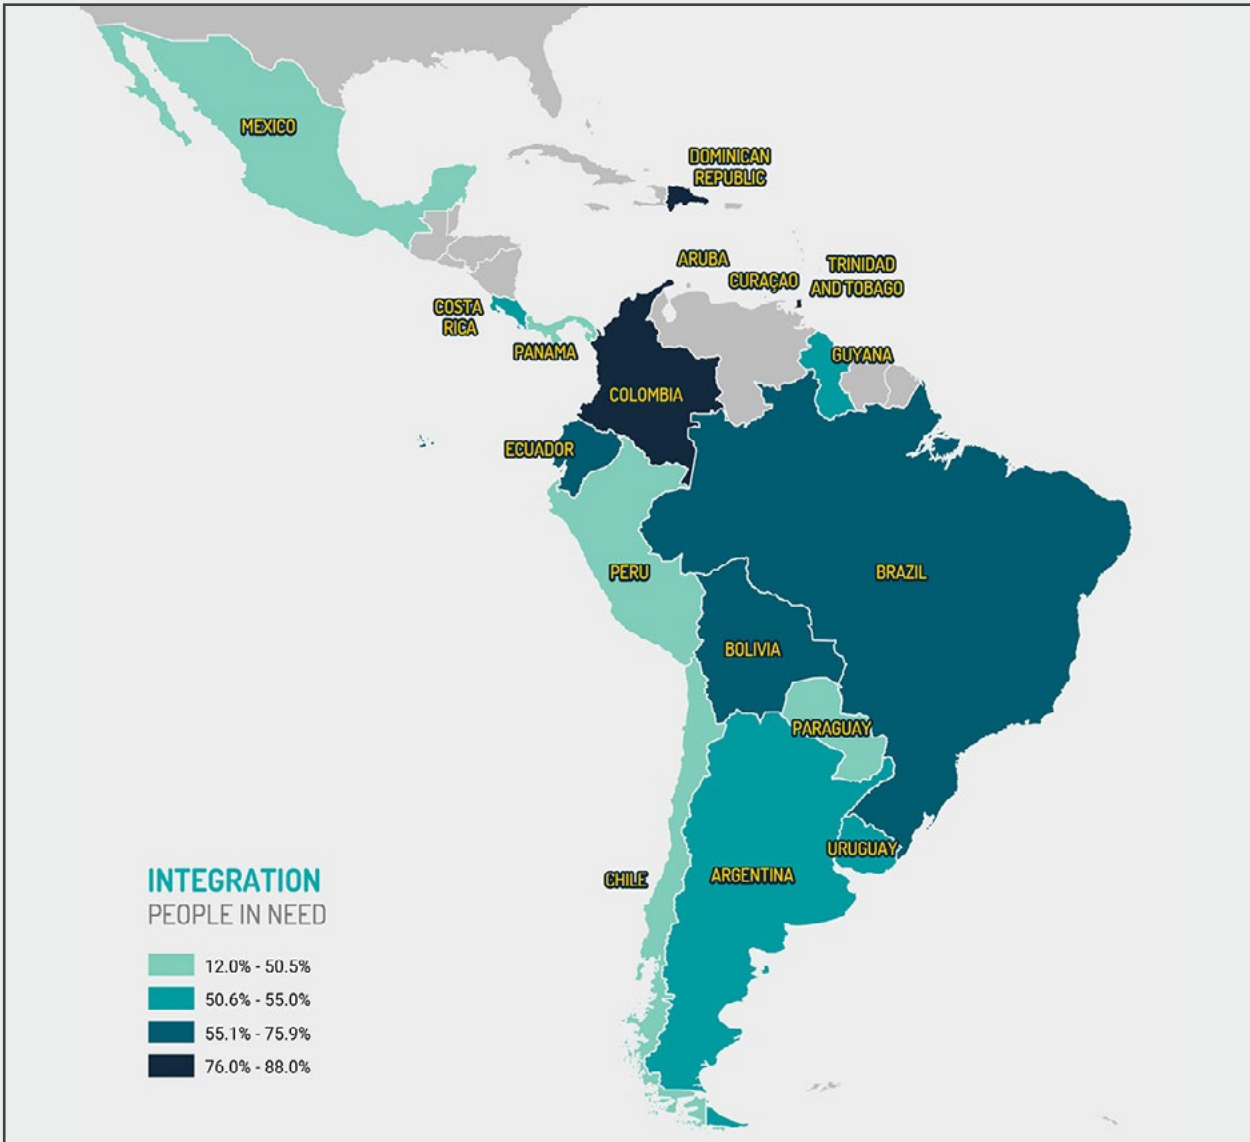 MEXICO
DOMINICAN
REPUBLIC
ARUBA
CURAÇAO
TRINIDAD
AND TOBAGO
COSTA
RICA
PANAMA
GUYANA
COLOMBIA
ECUADOR
PERU
BRAZIL
BOLIVIA
PARAGUAY
URUGUAY
CHILE
ARGENTINA
INTEGRATION
PEOPLE IN NEED
12.0% - 50.5%
50.6% - 55.0%
55.1% - 75.9%
76.0% - 88.0%